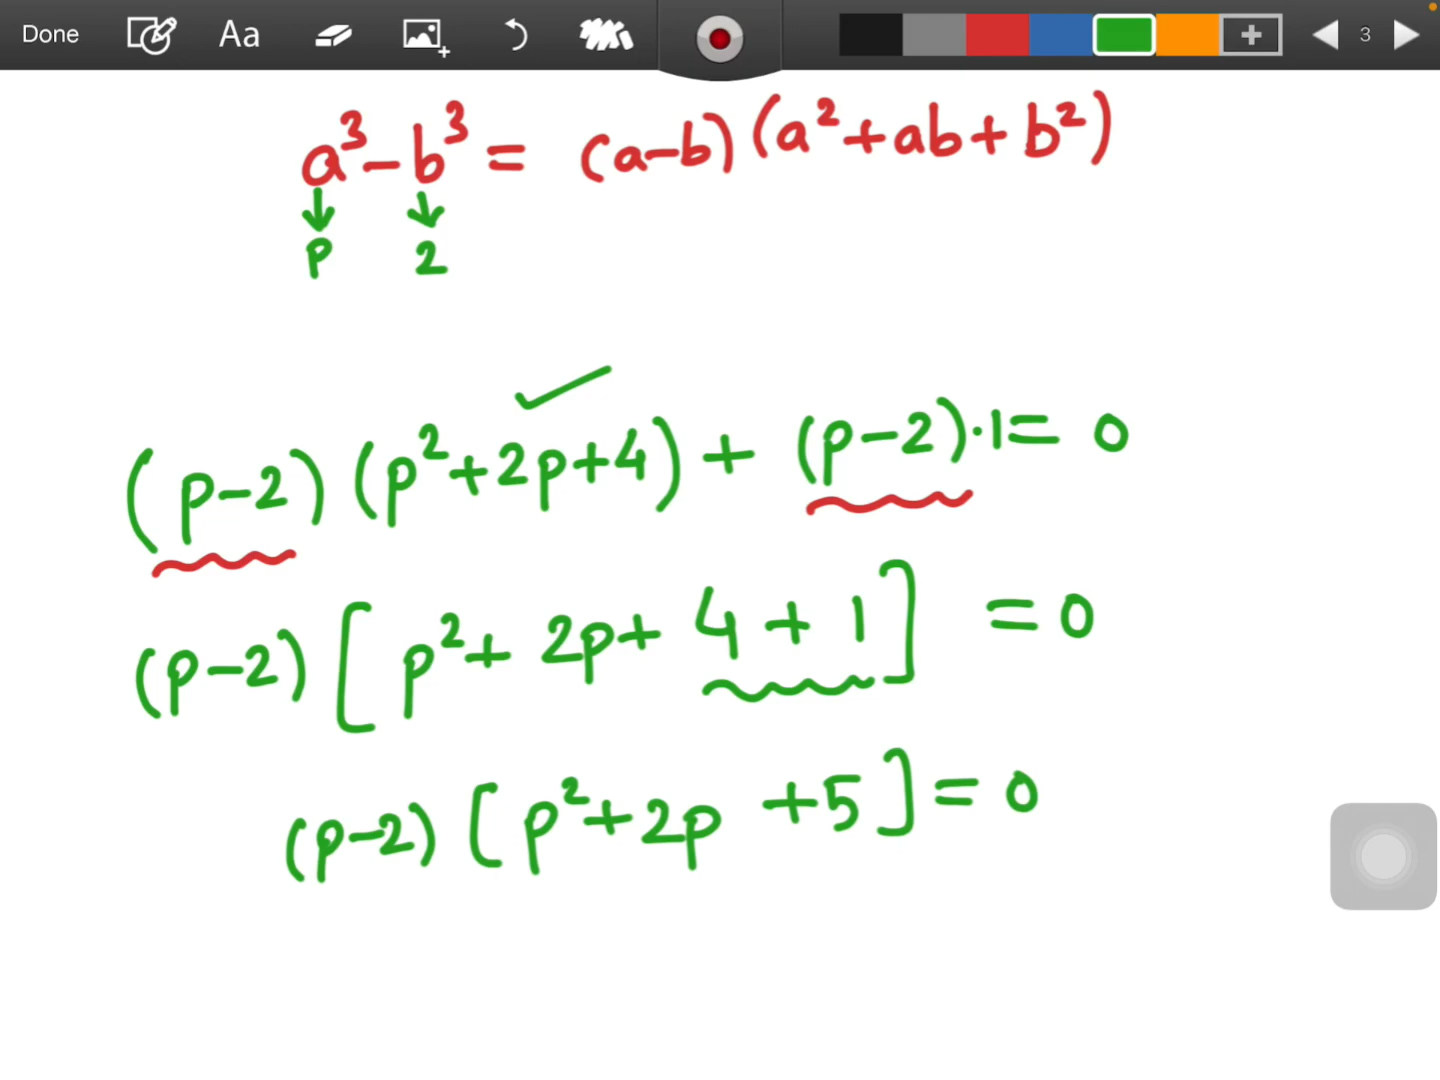 Done Aa 3
a³-b³ = (a-b)(a²+ab+b²)
p 2
(p-2)(p²+2p+4) + (p-2)·1 = 0
(p-2)[p²+ 2p+ 4 + 1] = 0
(p-2)[p²+2p +5] = 0